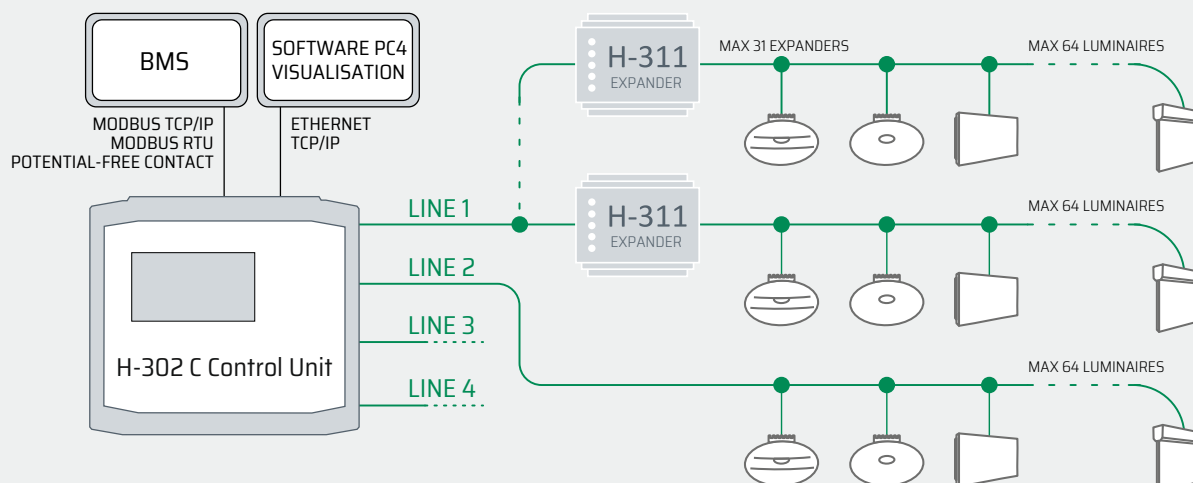 BMS
SOFTWARE PC4
VISUALISATION
MODBUS TCP/IP
MODBUS RTU
POTENTIAL-FREE CONTACT
ETHERNET
TCP/IP
H-302 C Control Unit
LINE 1
LINE 2
LINE 3
LINE 4
H-311
EXPANDER
MAX 31 EXPANDERS
MAX 64 LUMINAIRES
H-311
EXPANDER
MAX 64 LUMINAIRES
MAX 64 LUMINAIRES